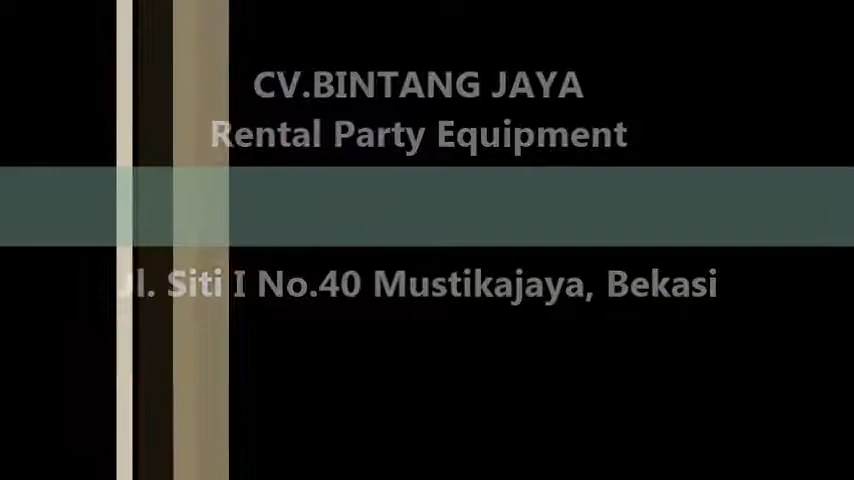 CV.BINTANG JAYA
Rental Party Equipment
Jl. Siti I No.40 Mustikajaya, Bekasi